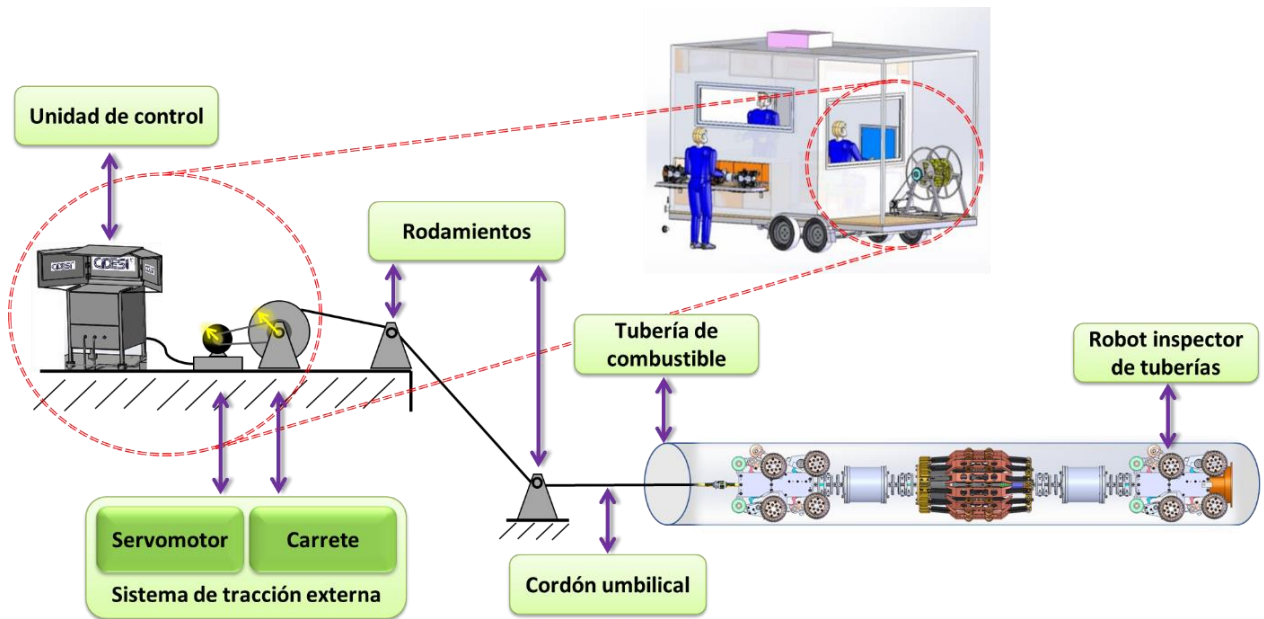 Unidad de control
CIDESI
Rodamientos
Tubería de
combustible
Robot inspector
de tuberías
Servomotor
Carrete
Sistema de tracción externa
Cordón umbilical